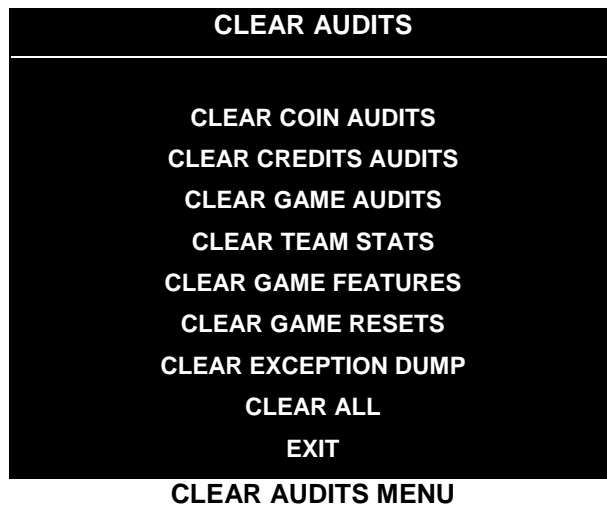 CLEAR AUDITS
CLEAR COIN AUDITS
CLEAR CREDITS AUDITS
CLEAR GAME AUDITS
CLEAR TEAM STATS
CLEAR GAME FEATURES
CLEAR GAME RESETS
CLEAR EXCEPTION DUMP
CLEAR ALL
EXIT
CLEAR AUDITS MENU